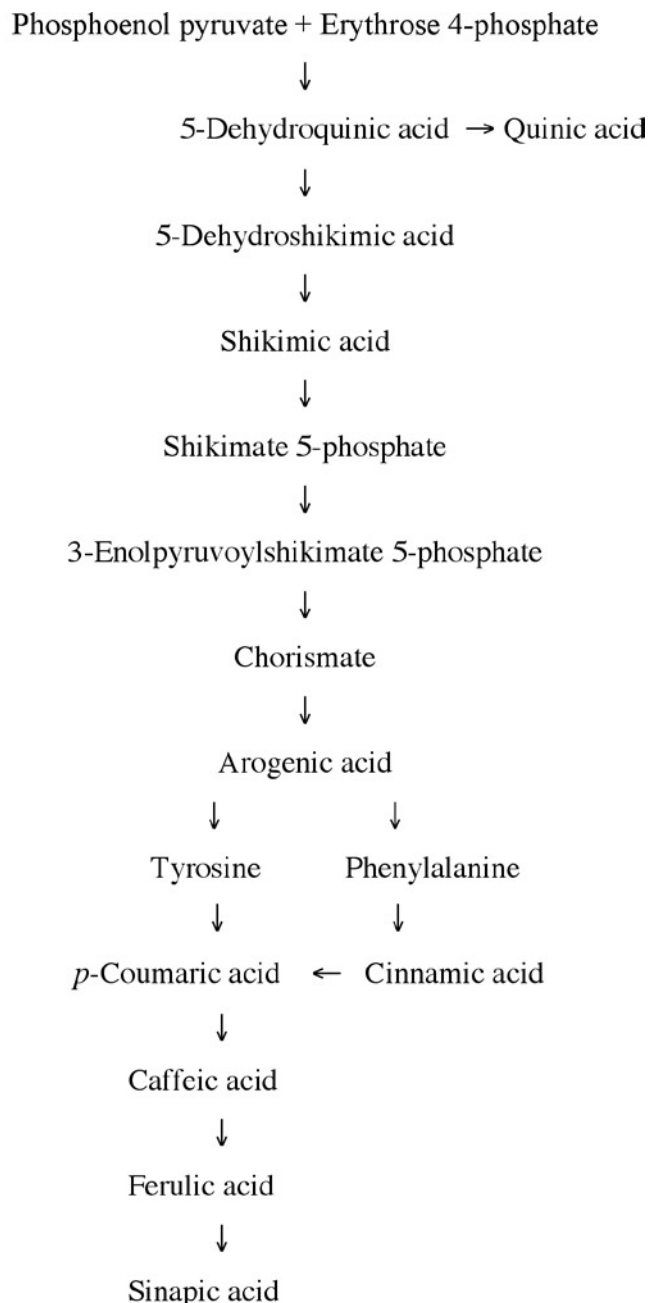 Phosphoenol pyruvate + Erythrose 4-phosphate
↓
5-Dehydroquinic acid → Quinic acid
↓
5-Dehydroshikimic acid
↓
Shikimic acid
↓
Shikimate 5-phosphate
↓
3-Enolpyruvoylshikimate 5-phosphate
↓
Chorismate
↓
Arogenic acid
↓ ↓
Tyrosine Phenylalanine
↓ ↓
p-Coumaric acid ← Cinnamic acid
↓
Caffeic acid
↓
Ferulic acid
↓
Sinapic acid